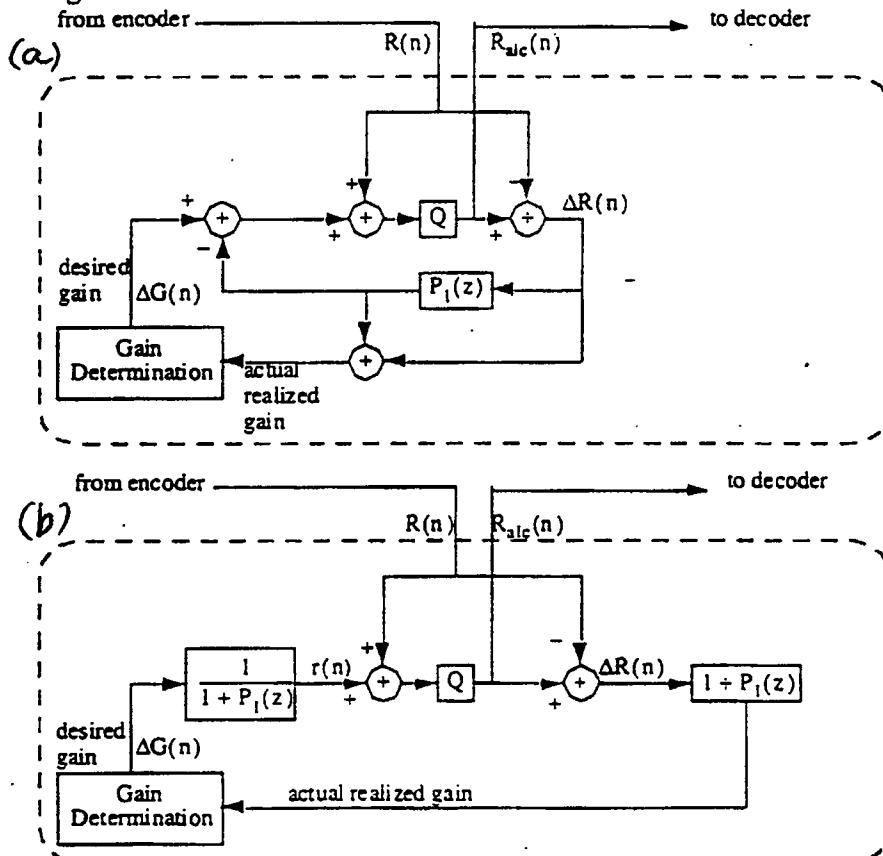 from encoder
to decoder
R(n)
R_alc(n)
(a)
+
-
+
+
+
+
Q
-
+
÷
ΔR(n)
desired
gain
ΔG(n)
P_1(z)
-
Gain
Determination
+
actual
realized
gain
from encoder
to decoder
(b)
R(n)
R_alc(n)
1
1 + P_1(z)
r(n)
+
+
+
Q
-
+
+
ΔR(n)
1 ÷ P_1(z)
desired
gain
ΔG(n)
Gain
Determination
actual realized gain